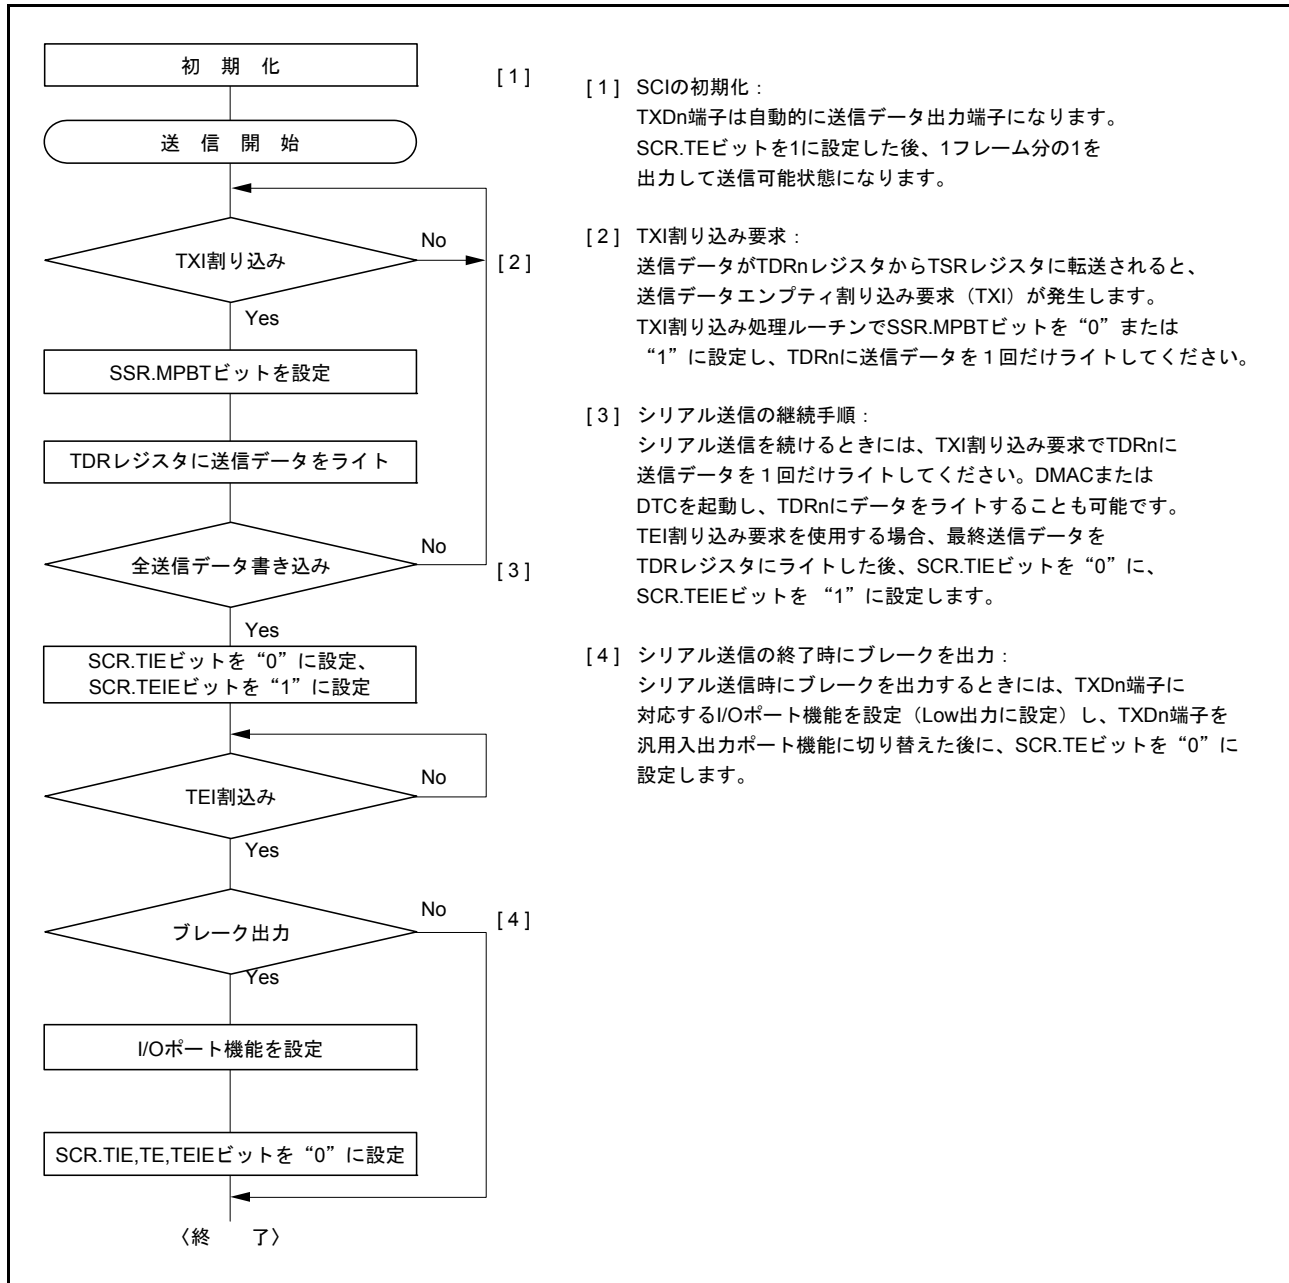 初 期 化
[ 1 ]
送 信 開 始
TXI割り込み
No
[ 2 ]
Yes
SSR.MPBTビットを設定
TDRレジスタに送信データをライト
全送信データ書き込み
No
[ 3 ]
Yes
SCR.TIEビットを“0”に設定、
SCR.TEIEビットを“1”に設定
TEI割込み
No
Yes
ブレーク出力
No
[ 4 ]
Yes
I/Oポート機能を設定
SCR.TIE,TE,TEIEビットを“0”に設定
〈終 了〉
[ 1 ] SCIの初期化：
TXDn端子は自動的に送信データ出力端子になります。
SCR.TEビットを1に設定した後、1フレーム分の1を
出力して送信可能状態になります。
[ 2 ] TXI割り込み要求：
送信データがTDRnレジスタからTSRレジスタに転送されると、
送信データエンプティ割り込み要求（TXI）が発生します。
TXI割り込み処理ルーチンでSSR.MPBTビットを“0”または
“1”に設定し、TDRnに送信データを１回だけライトしてください。
[ 3 ] シリアル送信の継続手順：
シリアル送信を続けるときには、TXI割り込み要求でTDRnに
送信データを１回だけライトしてください。DMACまたは
DTCを起動し、TDRnにデータをライトすることも可能です。
TEI割り込み要求を使用する場合、最終送信データを
TDRレジスタにライトした後、SCR.TIEビットを“0”に、
SCR.TEIEビットを “1”に設定します。
[ 4 ] シリアル送信の終了時にブレークを出力：
シリアル送信時にブレークを出力するときには、TXDn端子に
対応するI/Oポート機能を設定（Low出力に設定）し、TXDn端子を
汎用入出力ポート機能に切り替えた後に、SCR.TEビットを“0”に
設定します。